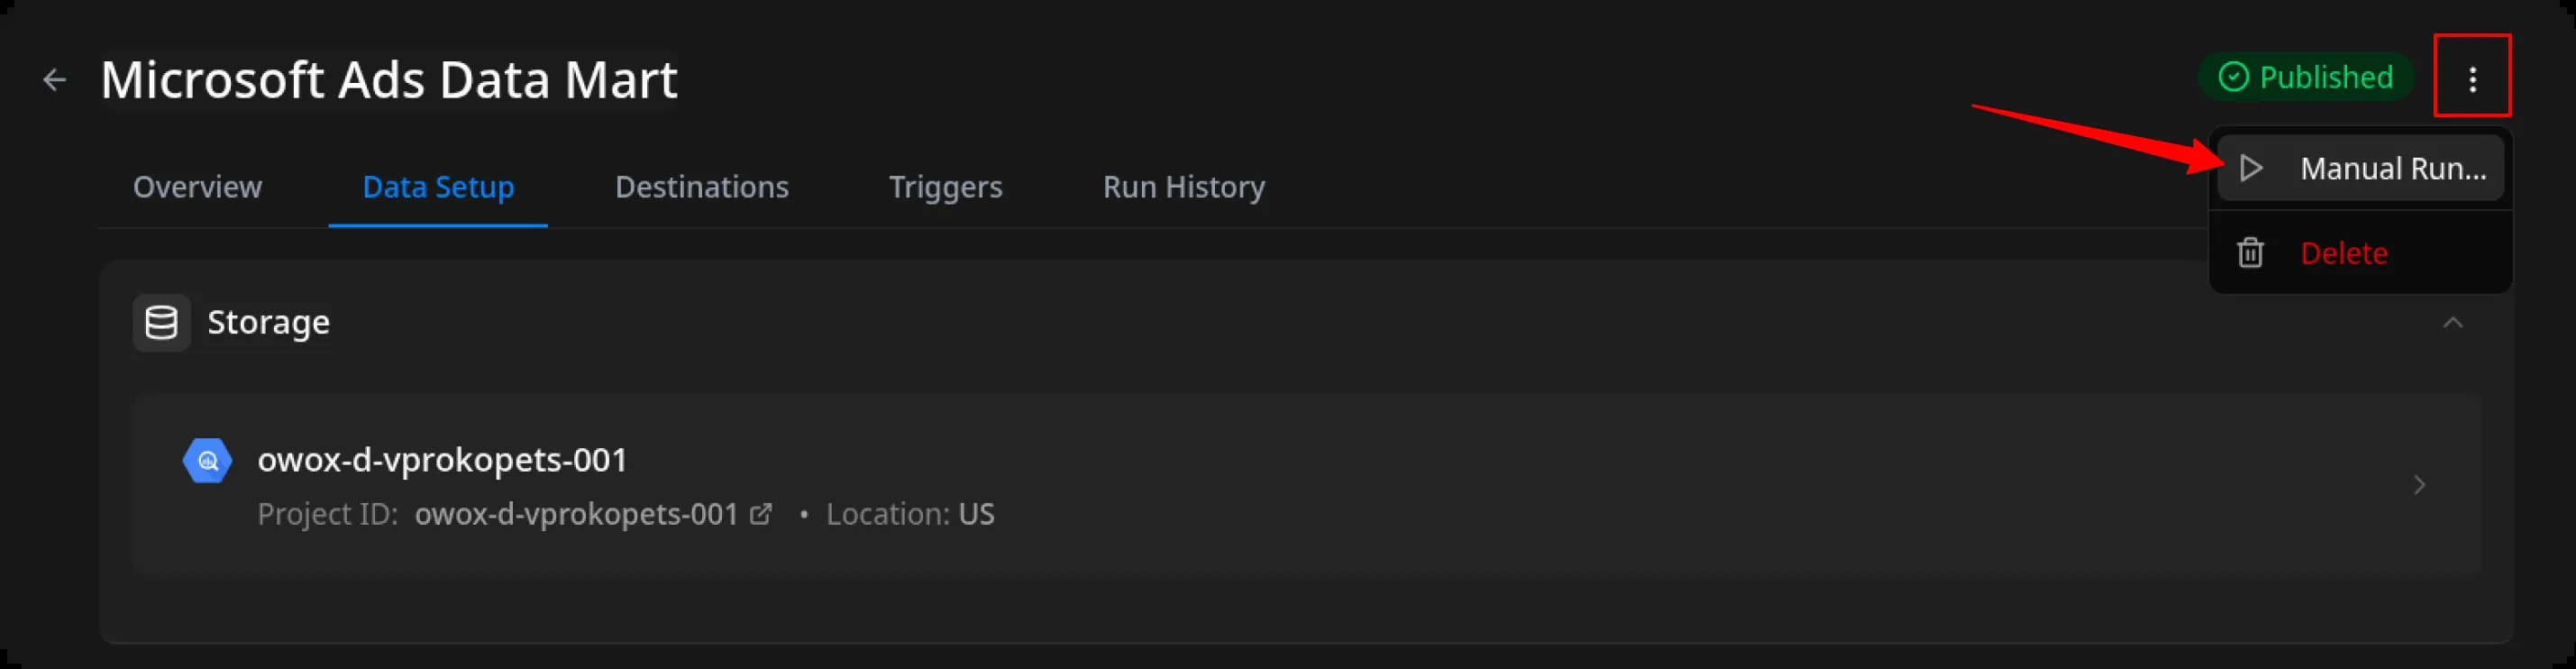 Microsoft Ads Data Mart
Published
Manual Run...
Delete
Overview
Data Setup
Destinations
Triggers
Run History
Storage
owox-d-vprokopets-001
Project ID: owox-d-vprokopets-001 • Location: US